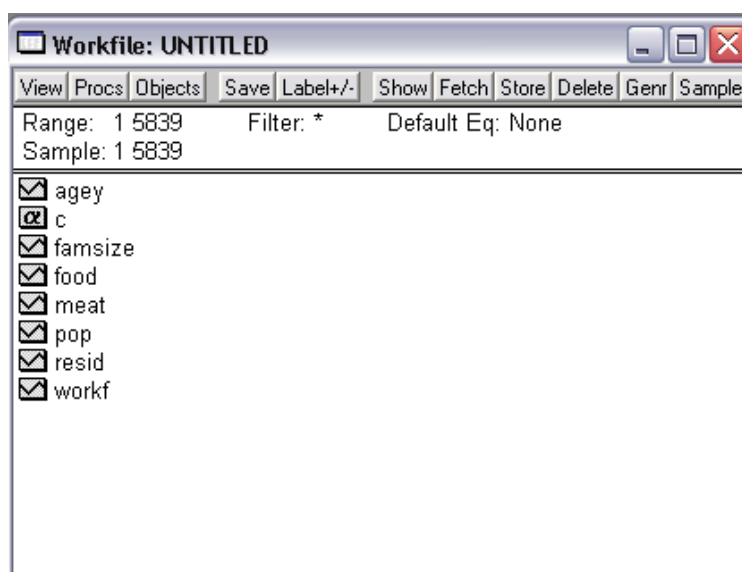 Workfile: UNTITLED
View Procs Objects Save Label+/- Show Fetch Store Delete Genr Sample
Range: 1 5839 Filter: * Default Eq: None
Sample: 1 5839
agey
α c
famsize
food
meat
pop
resid
workf